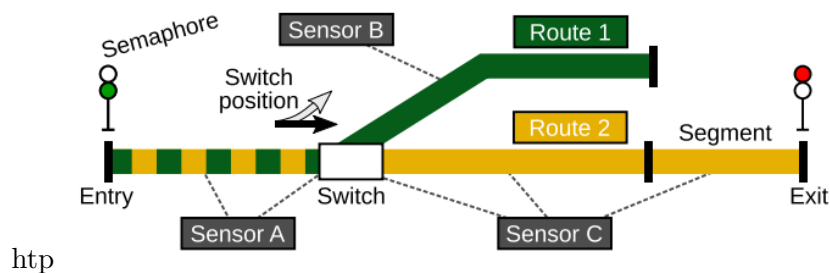 Semaphore
Sensor B
Route 1
Switch
position
Route 2
Segment
Entry
Switch
Exit
Sensor A
Sensor C
htp